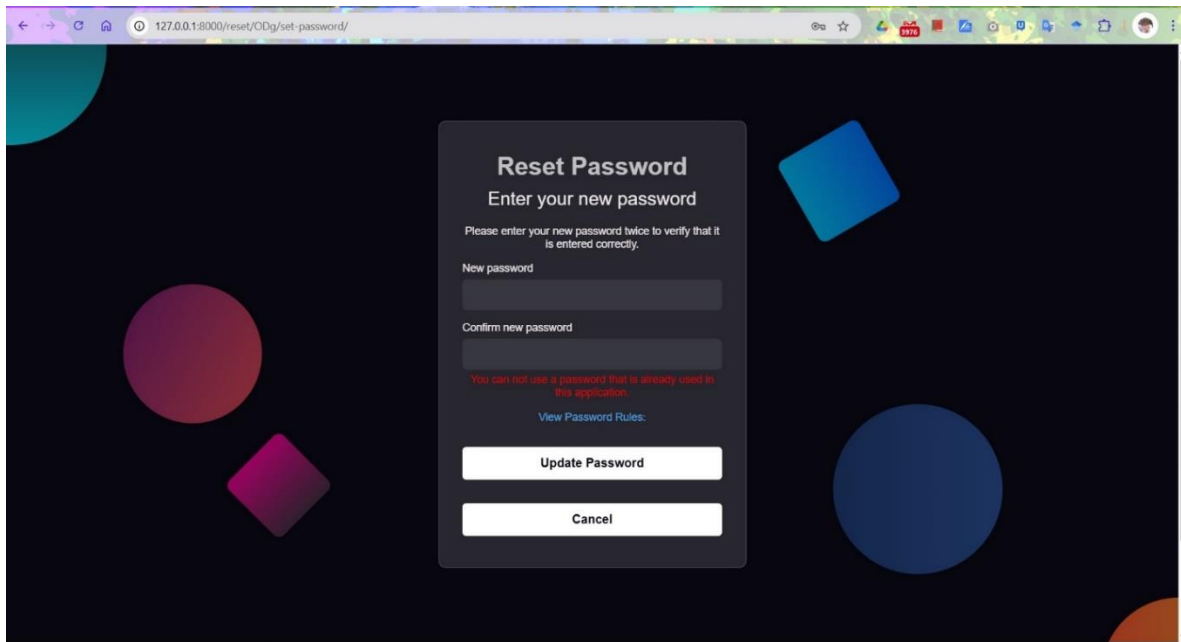 127.0.0.1:8000/reset/ODg/set-password/
3976
Reset Password
Enter your new password
Please enter your new password twice to verify that it
is entered correctly.
New password
Confirm new password
You can not use a password that is already used in
this application.
View Password Rules:
Update Password
Cancel